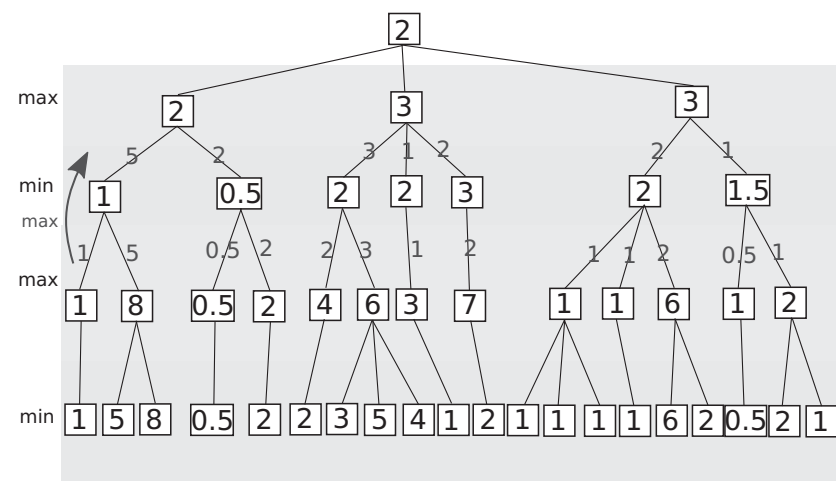 2
max
2 3 3
5 2 3 1 2 2 1
min
1 0.5 2 2 3 2 1.5
max
1 5 0.5 2 2 3 1 2 1 1 2 0.5 1
max
1 8 0.5 2 4 6 3 7 1 1 6 1 2
min
1 5 8 0.5 2 2 3 5 4 1 2 1 1 1 1 6 2 0.5 2 1